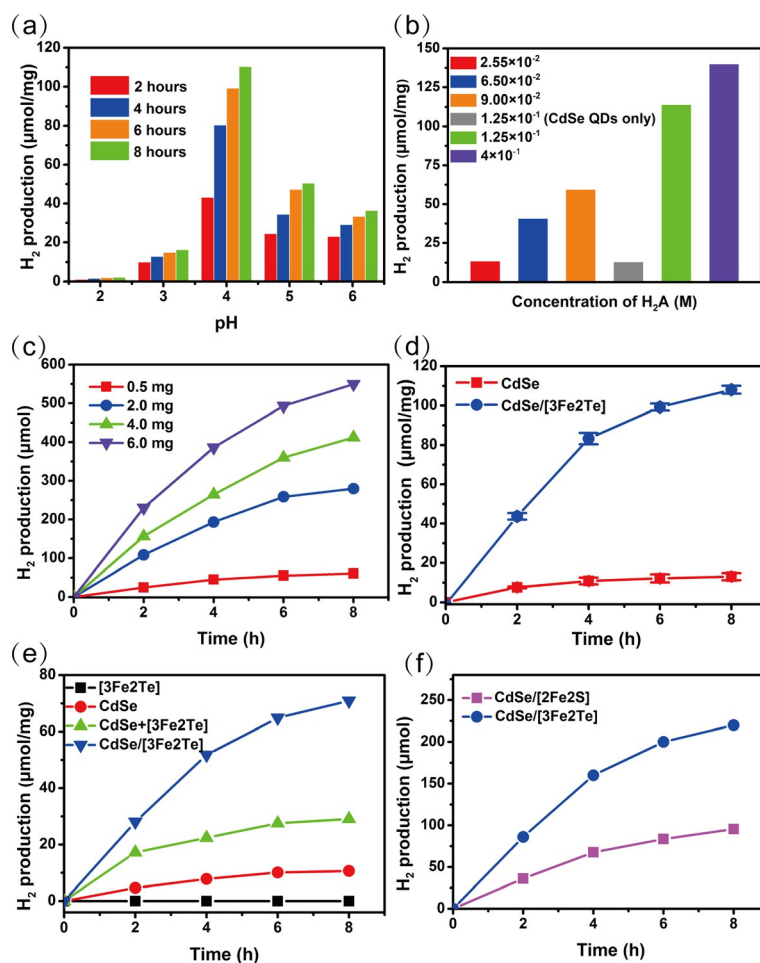 (a)
H₂ production (μmol/mg)
120
100
80
60
40
20
0
2 hours
4 hours
6 hours
8 hours
2 3 4 5 6
pH
(b)
H₂ production (μmol/mg)
150
125
100
75
50
25
0
2.55×10⁻²
6.50×10⁻²
9.00×10⁻²
1.25×10⁻¹ (CdSe QDs only)
1.25×10⁻¹
4×10⁻¹
Concentration of H₂A (M)
(c)
H₂ production (μmol)
600
500
400
300
200
100
0
0.5 mg
2.0 mg
4.0 mg
6.0 mg
0 2 4 6 8
Time (h)
(d)
H₂ production (μmol/mg)
120
100
80
60
40
20
0
CdSe
CdSe/[3Fe2Te]
0 2 4 6 8
Time (h)
(e)
H₂ production (μmol/mg)
80
60
40
20
0
[3Fe2Te]
CdSe
CdSe+[3Fe2Te]
CdSe/[3Fe2Te]
0 2 4 6 8
Time (h)
(f)
H₂ production (μmol)
250
200
150
100
50
0
CdSe/[2Fe2S]
CdSe/[3Fe2Te]
0 2 4 6 8
Time (h)